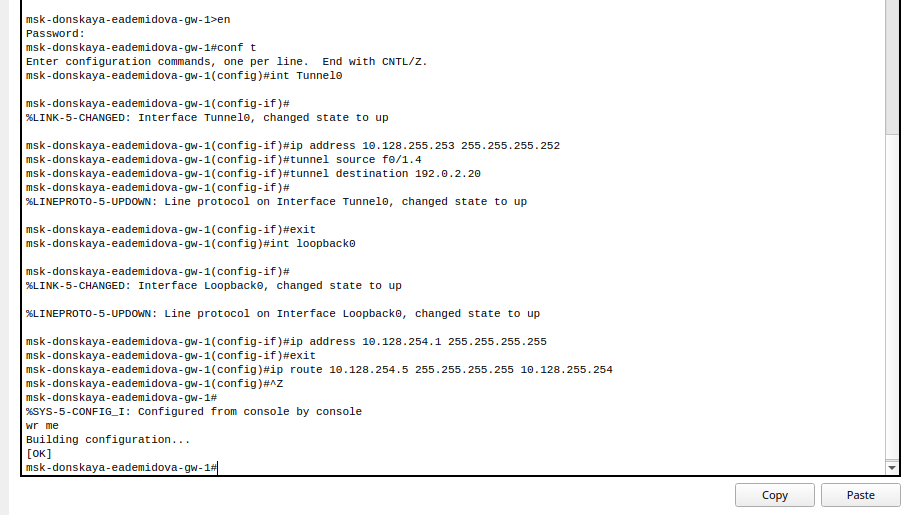 msk-donskaya-eademidova-gw-1>en
Password:
msk-donskaya-eademidova-gw-1#conf t
Enter configuration commands, one per line.  End with CNTL/Z.
msk-donskaya-eademidova-gw-1(config)#int Tunnel0
msk-donskaya-eademidova-gw-1(config-if)#
%LINK-5-CHANGED: Interface Tunnel0, changed state to up
msk-donskaya-eademidova-gw-1(config-if)#ip address 10.128.255.253 255.255.255.252
msk-donskaya-eademidova-gw-1(config-if)#tunnel source f0/1.4
msk-donskaya-eademidova-gw-1(config-if)#tunnel destination 192.0.2.20
msk-donskaya-eademidova-gw-1(config-if)#
%LINEPROTO-5-UPDOWN: Line protocol on Interface Tunnel0, changed state to up
msk-donskaya-eademidova-gw-1(config-if)#exit
msk-donskaya-eademidova-gw-1(config)#int loopback0
msk-donskaya-eademidova-gw-1(config-if)#
%LINK-5-CHANGED: Interface Loopback0, changed state to up
%LINEPROTO-5-UPDOWN: Line protocol on Interface Loopback0, changed state to up
msk-donskaya-eademidova-gw-1(config-if)#ip address 10.128.254.1 255.255.255.255
msk-donskaya-eademidova-gw-1(config-if)#exit
msk-donskaya-eademidova-gw-1(config)#ip route 10.128.254.5 255.255.255.255 10.128.255.254
msk-donskaya-eademidova-gw-1(config)#^Z
msk-donskaya-eademidova-gw-1#
%SYS-5-CONFIG_I: Configured from console by console
wr me
Building configuration...
[OK]
msk-donskaya-eademidova-gw-1#
Copy Paste